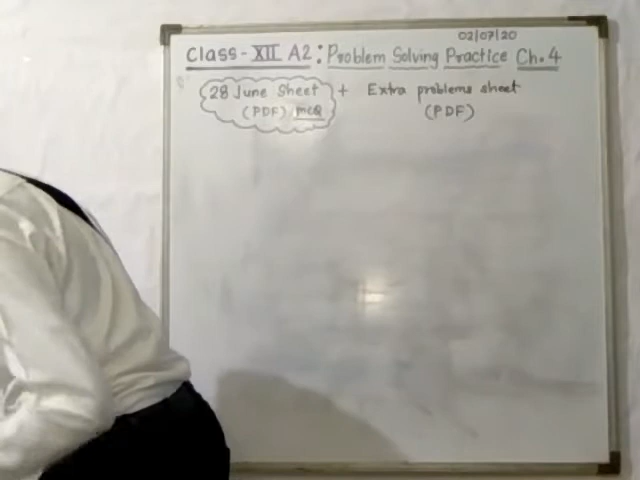 02/07/20
Class - XII A2 : Problem Solving Practice Ch. 4
28 June Sheet + Extra problems sheet
(PDF) MCQ (PDF)